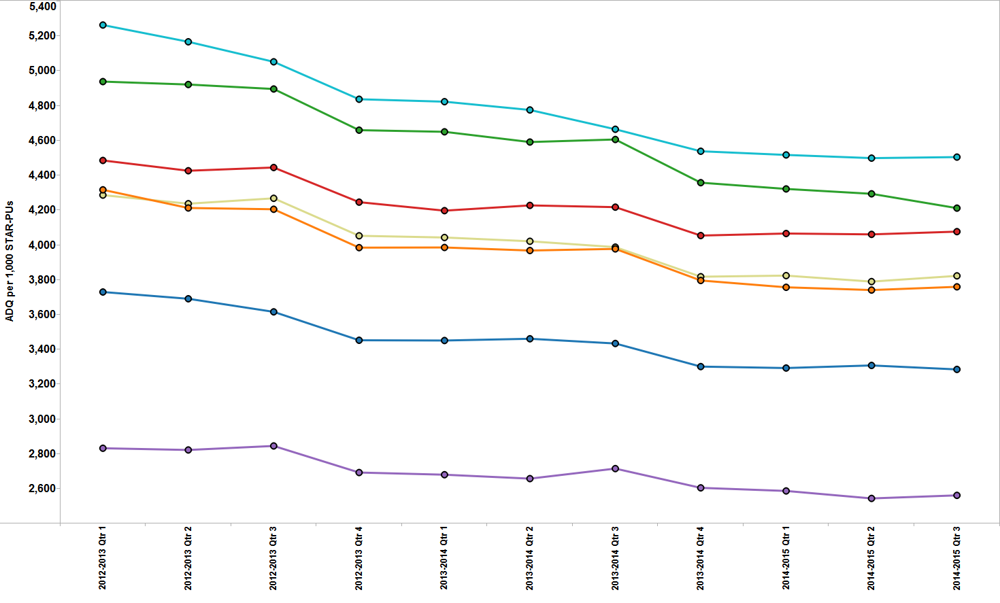 5,400
5,200
5,000
4,800
4,600
4,400
4,200
4,000
3,800
3,600
3,400
3,200
3,000
2,800
2,600
ADQ per 1,000 STAR-PUs
2012-2013 Qtr 1
2012-2013 Qtr 2
2012-2013 Qtr 3
2012-2013 Qtr 4
2013-2014 Qtr 1
2013-2014 Qtr 2
2013-2014 Qtr 3
2013-2014 Qtr 4
2014-2015 Qtr 1
2014-2015 Qtr 2
2014-2015 Qtr 3